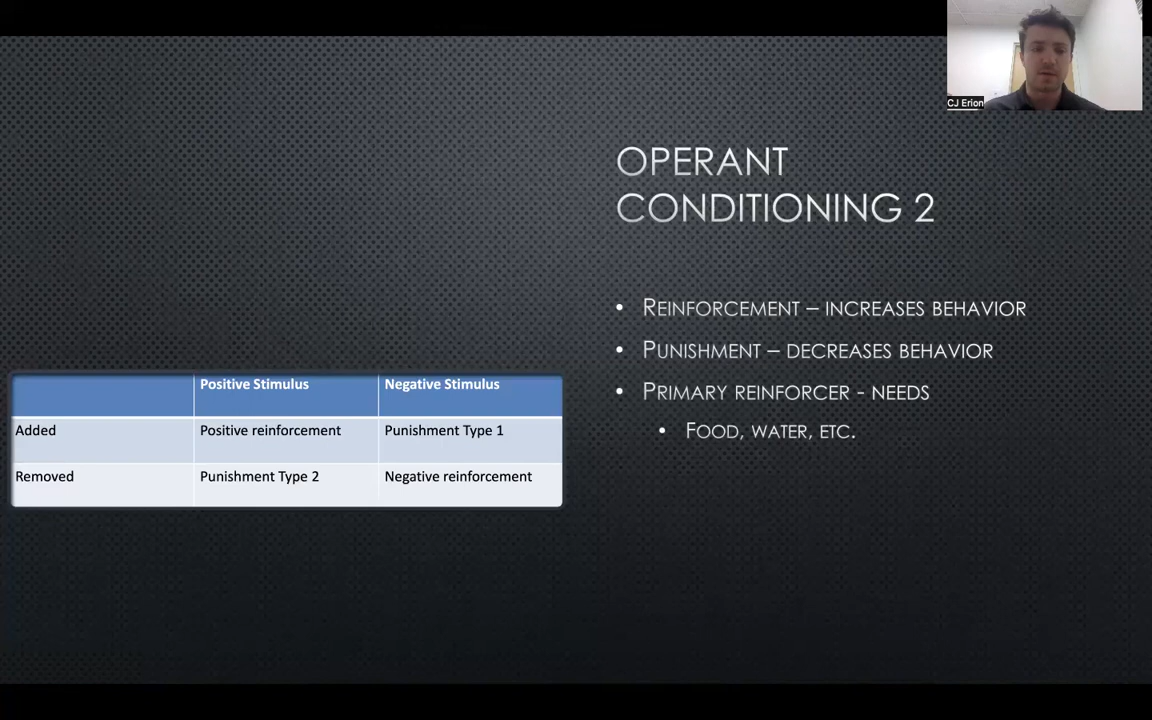 CJ Erion
OPERANT
CONDITIONING 2
• REINFORCEMENT – INCREASES BEHAVIOR
• PUNISHMENT – DECREASES BEHAVIOR
• PRIMARY REINFORCER - NEEDS
• FOOD, WATER, ETC.
Positive Stimulus Negative Stimulus
Added Positive reinforcement Punishment Type 1
Removed Punishment Type 2 Negative reinforcement